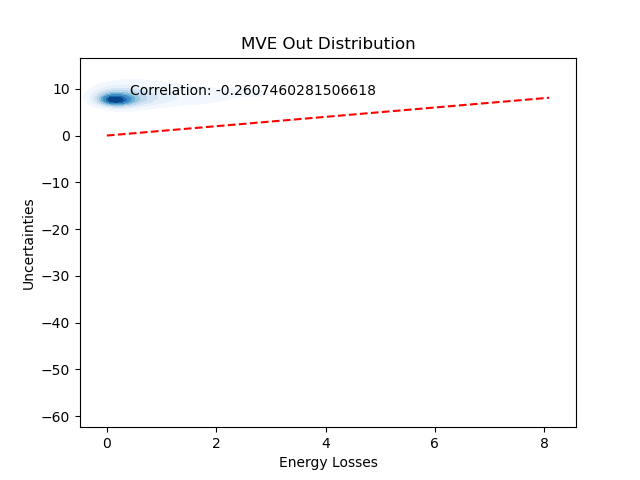 MVE Out Distribution
Correlation: -0.2607460281506618
Uncertainties
10
0
−10
−20
−30
−40
−50
−60
0 2 4 6 8
Energy Losses